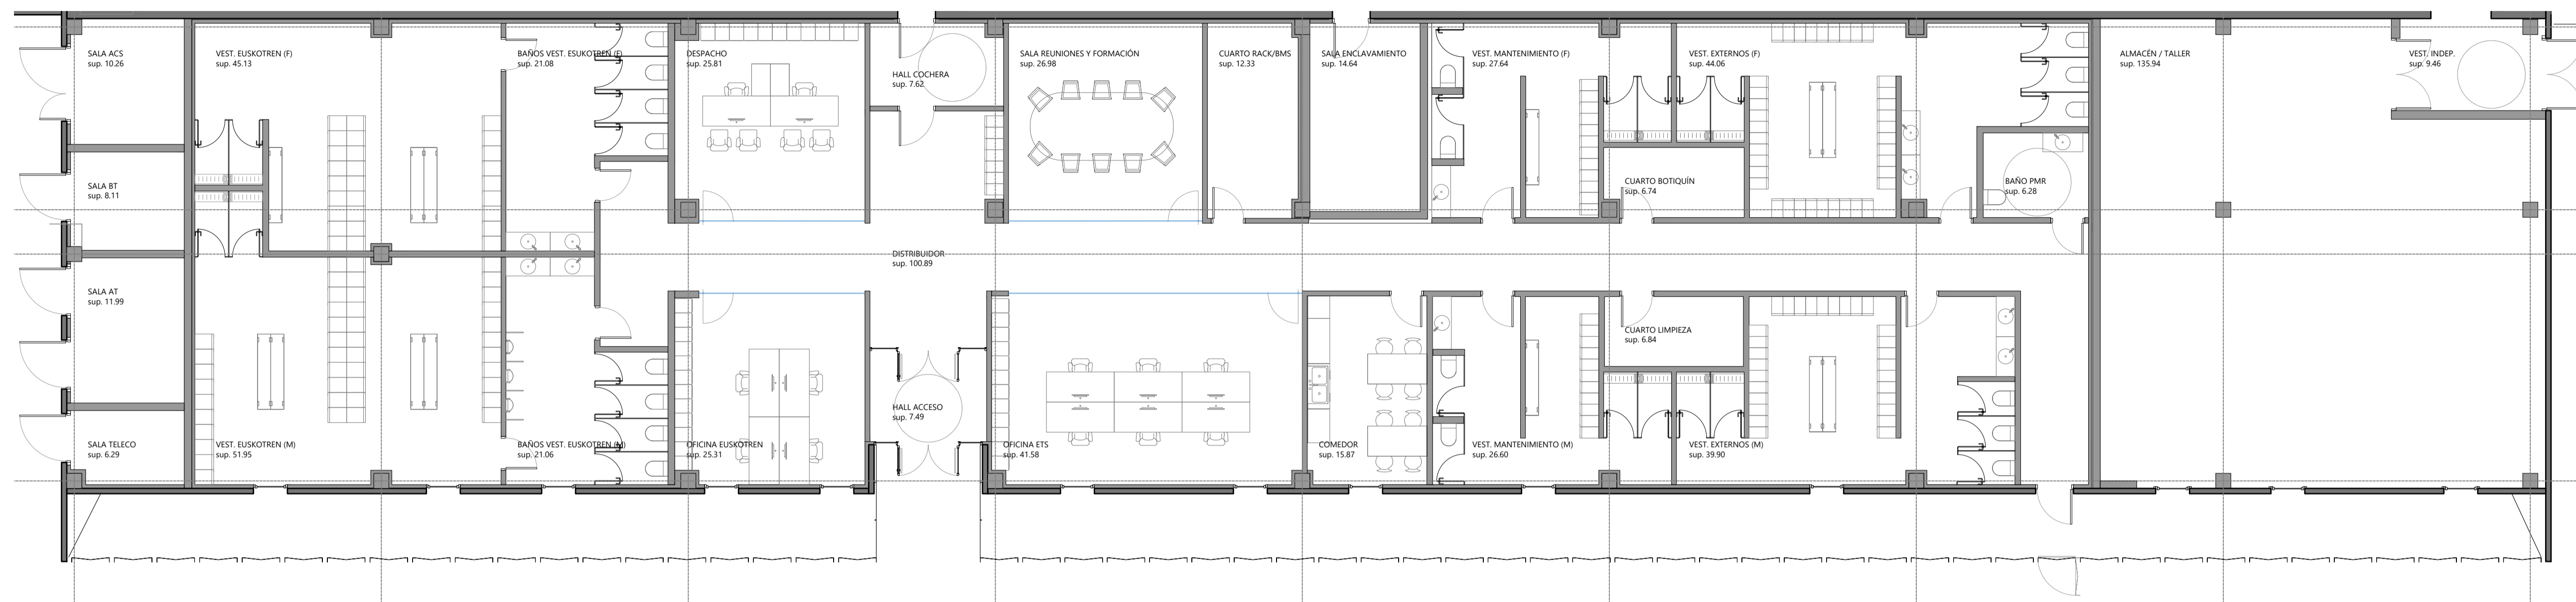 SALA ACS
sup. 10.26
VEST. EUSKOTREN (F)
sup. 45.13
BAÑOS VEST. ESUKOTREN (F)
sup. 21.08
DESPACHO
sup. 25.81
HALL COCHERA
sup. 7.62
SALA REUNIONES Y FORMACIÓN
sup. 26.98
CUARTO RACK/BMS
sup. 12.33
SALA ENCLAVAMIENTO
sup. 14.64
VEST. MANTENIMIENTO (F)
sup. 27.64
VEST. EXTERNOS (F)
sup. 44.06
ALMACÉN / TALLER
sup. 135.94
VEST. INDEP.
sup. 9.46
SALA BT
sup. 8.11
CUARTO BOTIQUÍN
sup. 6.74
BAÑO PMR
sup. 6.28
DISTRIBUIDOR
sup. 100.89
SALA AT
sup. 11.99
CUARTO LIMPIEZA
sup. 6.84
HALL ACCESO
sup. 7.49
SALA TELECO
sup. 6.29
VEST. EUSKOTREN (M)
sup. 51.95
BAÑOS VEST. EUSKOTREN (M)
sup. 21.06
OFICINA EUSKOTREN
sup. 25.31
OFICINA ETS
sup. 41.58
COMEDOR
sup. 15.87
VEST. MANTENIMIENTO (M)
sup. 26.60
VEST. EXTERNOS (M)
sup. 39.90